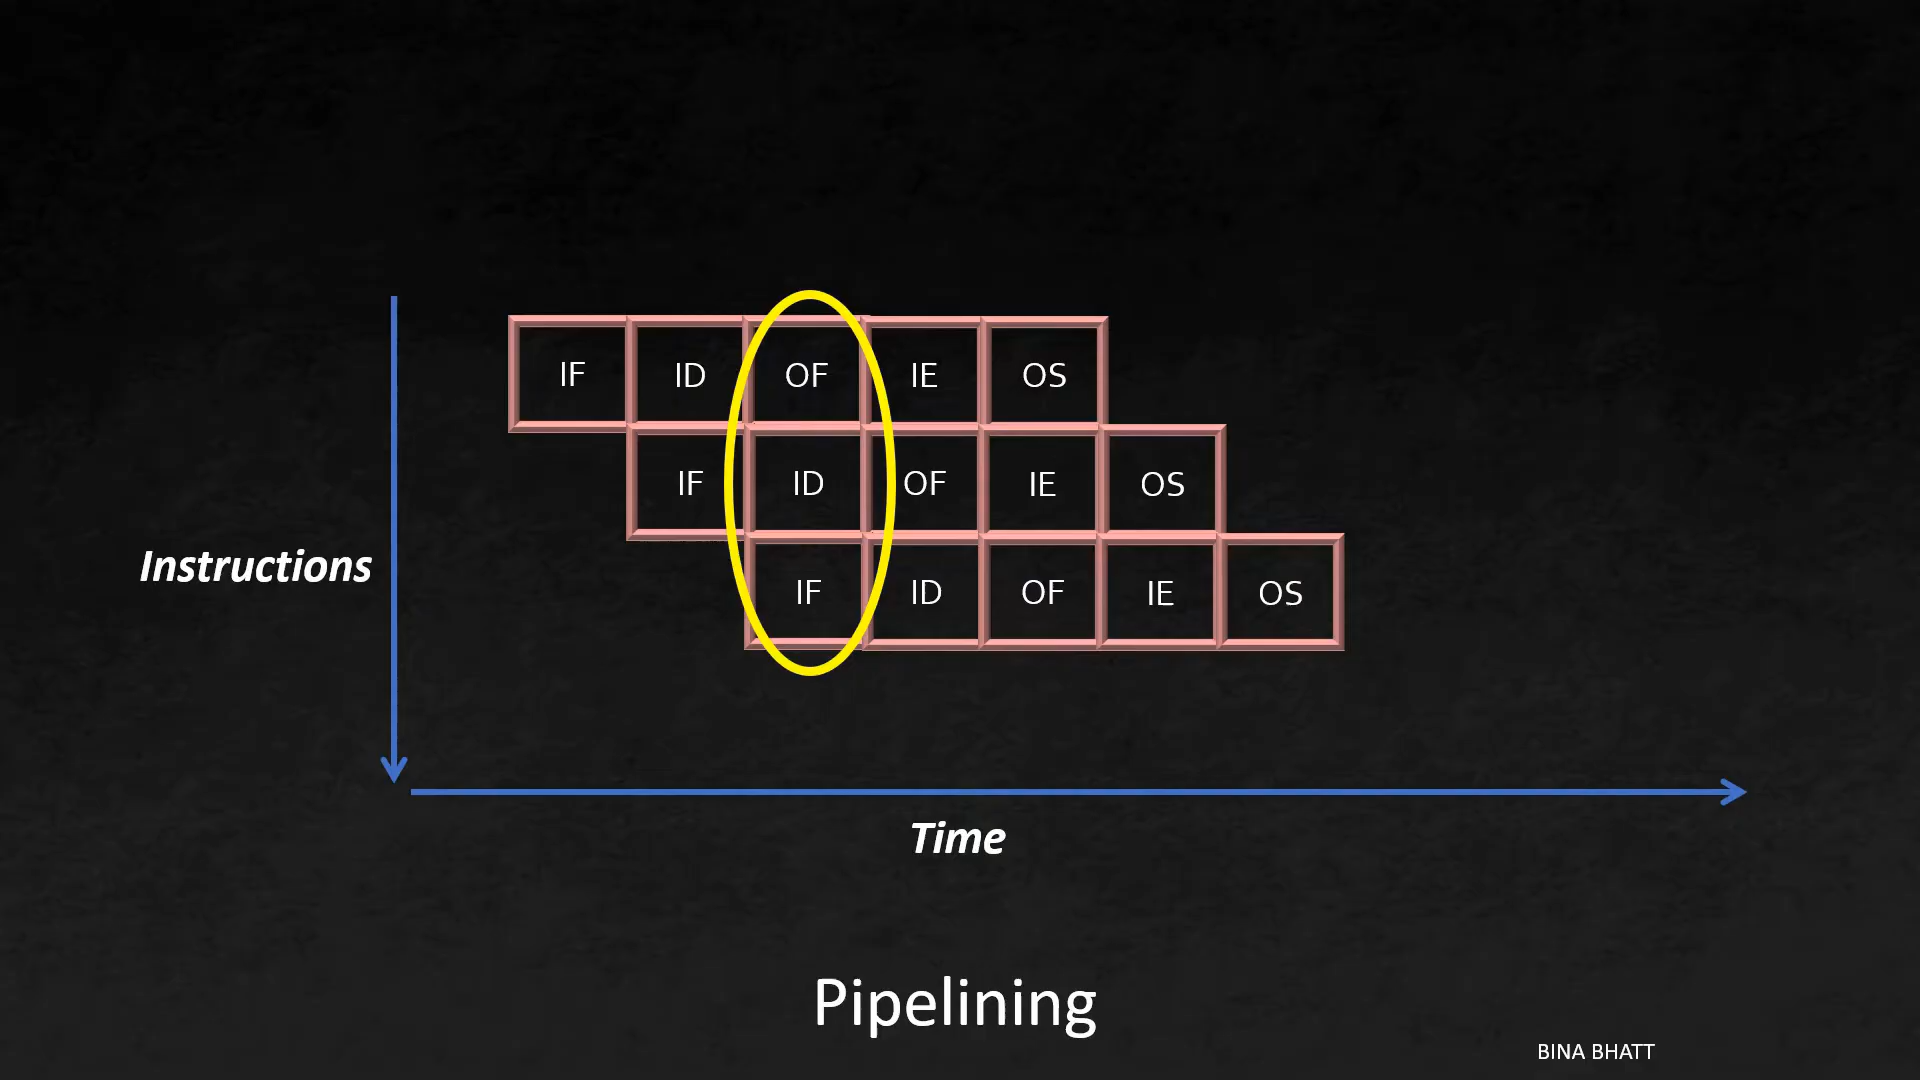 IF ID OF IE OS
IF ID OF IE OS
IF ID OF IE OS
Instructions
Time
Pipelining
BINA BHATT